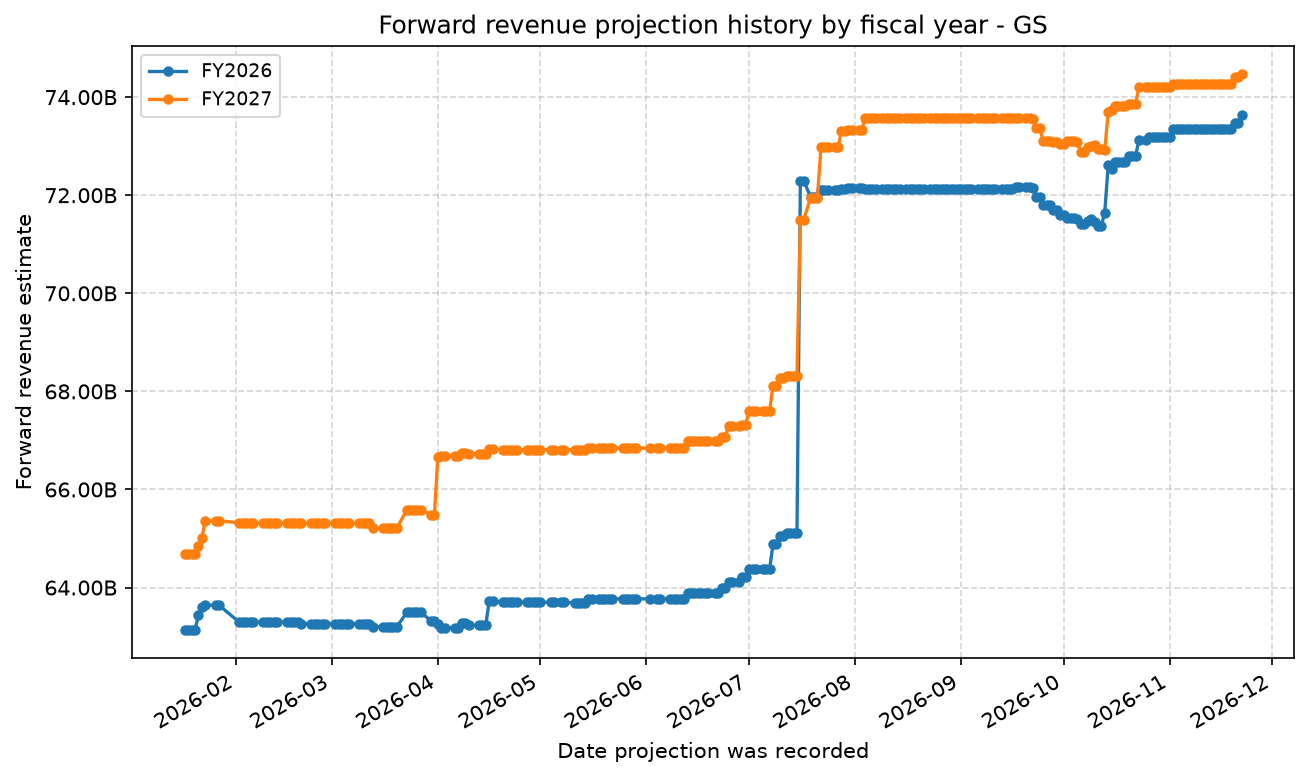 Forward revenue projection history by fiscal year - GS
FY2026
FY2027
74.00B
72.00B
70.00B
68.00B
66.00B
64.00B
Forward revenue estimate
2026-02
2026-03
2026-04
2026-05
2026-06
2026-07
2026-08
2026-09
2026-10
2026-11
2026-12
Date projection was recorded